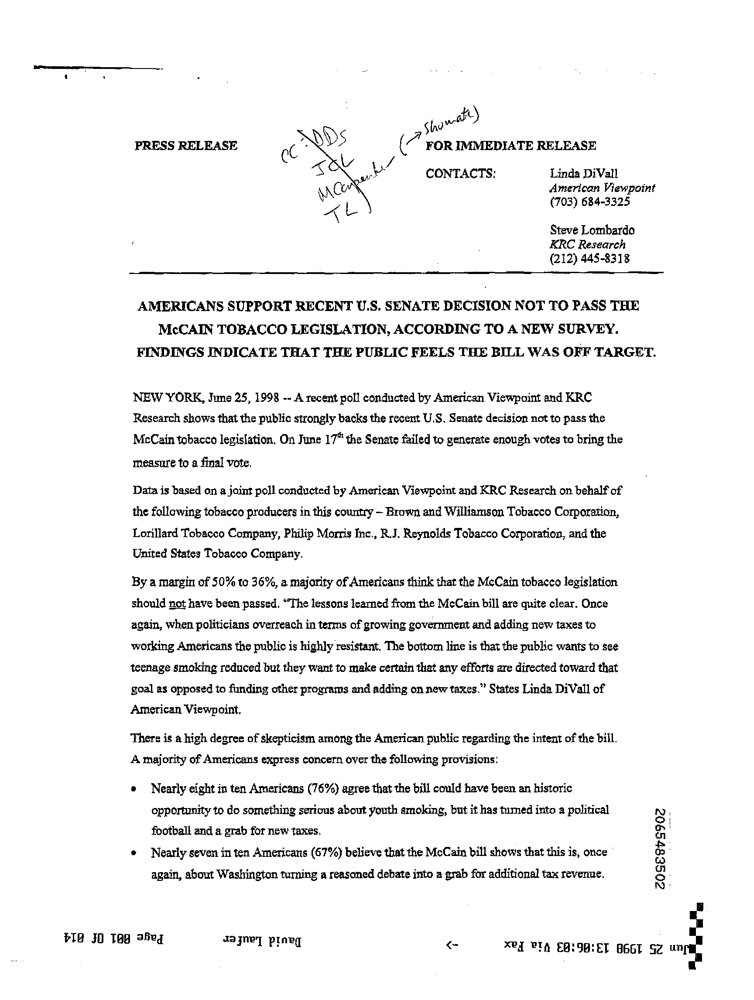 (→ Shumate)
CC: DDS
JCL
M Carpenter
TL )
PRESS RELEASE
FOR IMMEDIATE RELEASE
CONTACTS:
Linda DiVall
American Viewpoint
(703) 684-3325
Steve Lombardo
KRC Research
(212) 445-8318
AMERICANS SUPPORT RECENT U.S. SENATE DECISION NOT TO PASS THE
McCAIN TOBACCO LEGISLATION, ACCORDING TO A NEW SURVEY.
FINDINGS INDICATE THAT THE PUBLIC FEELS THE BILL WAS OFF TARGET.
NEW YORK, June 25, 1998 -- A recent poll conducted by American Viewpoint and KRC
Research shows that the public strongly backs the recent U.S. Senate decision not to pass the
McCain tobacco legislation. On June 17th the Senate failed to generate enough votes to bring the
measure to a final vote.
Data is based on a joint poll conducted by American Viewpoint and KRC Research on behalf of
the following tobacco producers in this country – Brown and Williamson Tobacco Corporation,
Lorillard Tobacco Company, Philip Morris Inc., R.J. Reynolds Tobacco Corporation, and the
United States Tobacco Company.
By a margin of 50% to 36%, a majority of Americans think that the McCain tobacco legislation
should not have been passed. "The lessons learned from the McCain bill are quite clear. Once
again, when politicians overreach in terms of growing government and adding new taxes to
working Americans the public is highly resistant. The bottom line is that the public wants to see
teenage smoking reduced but they want to make certain that any efforts are directed toward that
goal as opposed to funding other programs and adding on new taxes." States Linda DiVall of
American Viewpoint.
There is a high degree of skepticism among the American public regarding the intent of the bill.
A majority of Americans express concern over the following provisions:
• Nearly eight in ten Americans (76%) agree that the bill could have been an historic
opportunity to do something serious about youth smoking, but it has turned into a political
football and a grab for new taxes.
• Nearly seven in ten Americans (67%) believe that the McCain bill shows that this is, once
again, about Washington turning a reasoned debate into a grab for additional tax revenue.
2065483502
Jun 25 1998 13:06:03 Via Fax -> David Laufer Page 001 Of 014